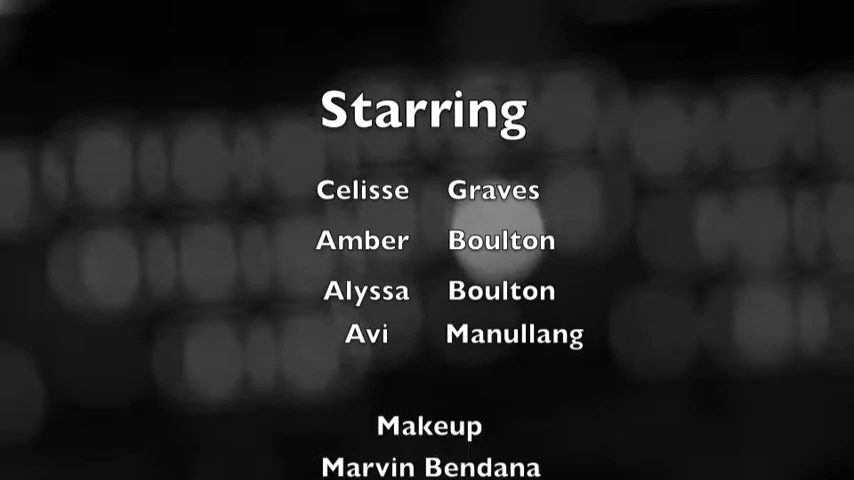 Starring
Celisse Graves
Amber Boulton
Alyssa Boulton
Avi Manullang
Makeup
Marvin Bendana